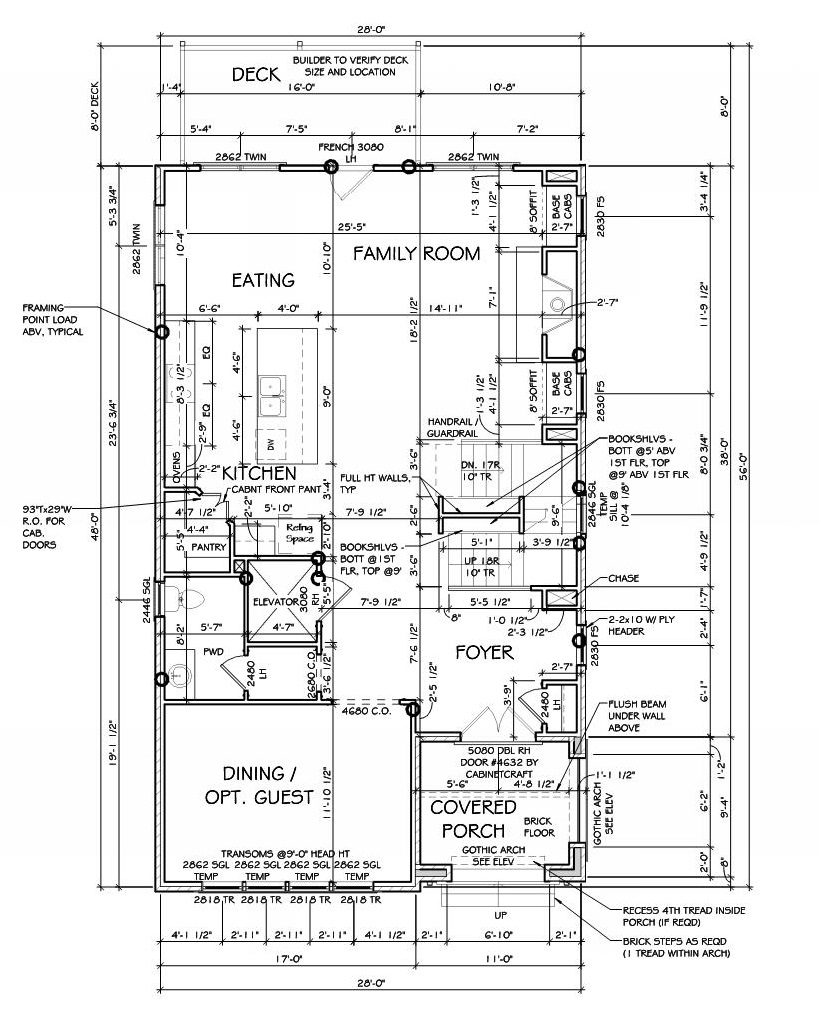 28'-0"
DECK
BUILDER TO VERIFY DECK
SIZE AND LOCATION
1'-4"
16'-0"
10'-8"
8'-0" DECK
8'-0"
5'-4"
7'-5"
8'-1"
7'-2"
FRENCH 3080
LH
2862 TWIN
2862 TWIN
5'-3 3/4"
2862 TWIN
10'-4"
25'-5"
10'-10"
1'-3 1/2"
4'-1 1/2"
8' SOFFIT
BASE
CABS
2'-7"
2830 FS
3'-4 1/4"
FAMILY ROOM
EATING
6'-6"
4'-0"
14'-11"
18'-2 1/2"
7'-1"
2'-7"
11'-9 1/2"
FRAMING
POINT LOAD
ABV, TYPICAL
EQ
EQ
8'-3 1/2"
4'-6"
4'-6"
9'-0"
DW
2'-9"
2'-2"
OVENS
1'-3 1/2"
4'-1 1/2"
8' SOFFIT
BASE
CABS
2'-7"
2830 FS
23'-6 3/4"
38'-0"
56'-0"
48'-0"
HANDRAIL /
GUARDRAIL
BOOKSHLVS -
BOTT @5' ABV
1ST FLR, TOP
@9' ABV 1ST FLR
8'-0 3/4"
3'-6"
DN. 17R
10" TR
KITCHEN
CABNT FRONT PANT
FULL HT WALLS,
TYP
93"Tx29"W
R.O. FOR
CAB.
DOORS
4'-7 1/2"
4'-4"
5'-5"
PANTRY
2'-2"
5'-10"
Refrig
Space
3'-4"
2'-10"
7'-9 1/2"
2'-6"
9'-6"
2846 SGL
TEMP
SILL @
10'-4 1/8"
BOOKSHLVS -
BOTT @1ST
FLR, TOP @9'
3'-6"
5'-1"
3'-9 1/2"
UP 18R
10" TR
4'-9 1/2"
CHASE
2446 SGL
ELEVATOR
3080
RH
5'-5"
4'-7"
7'-9 1/2"
5'-5 1/2"
8"
1'-0 1/2"
2'-3 1/2"
1'-7"
2-2x10 W/ PLY
HEADER
2'-4"
2830 FS
8'-2"
5'-7"
PWD
2480
LH
2680 C.O.
3'-6 1/2"
7'-6 1/2"
FOYER
2'-7"
3'-9"
2'-5 1/2"
2480
LH
6'-1"
4680 C.O.
FLUSH BEAM
UNDER WALL
ABOVE
19'-1 1/2"
DINING /
OPT. GUEST
11'-10 1/2"
5080 DBL RH
DOOR #4632 BY
CABINETCRAFT
5'-6"
4'-8 1/2"
1'-1 1/2"
1'-2"
COVERED
PORCH
BRICK
FLOOR
GOTHIC ARCH
SEE ELEV
GOTHIC ARCH
SEE ELEV
6'-2"
9'-4"
2'-0"
8"
TRANSOMS @9'-0" HEAD HT
2862 SGL 2862 SGL 2862 SGL 2862 SGL
TEMP TEMP TEMP TEMP
2818 TR 2818 TR 2818 TR 2818 TR
UP
RECESS 4TH TREAD INSIDE
PORCH (IF REQD)
BRICK STEPS AS REQD
(1 TREAD WITHIN ARCH)
4'-1 1/2"
2'-11"
2'-11"
2'-11"
4'-1 1/2"
2'-1"
6'-10"
2'-1"
17'-0"
11'-0"
28'-0"